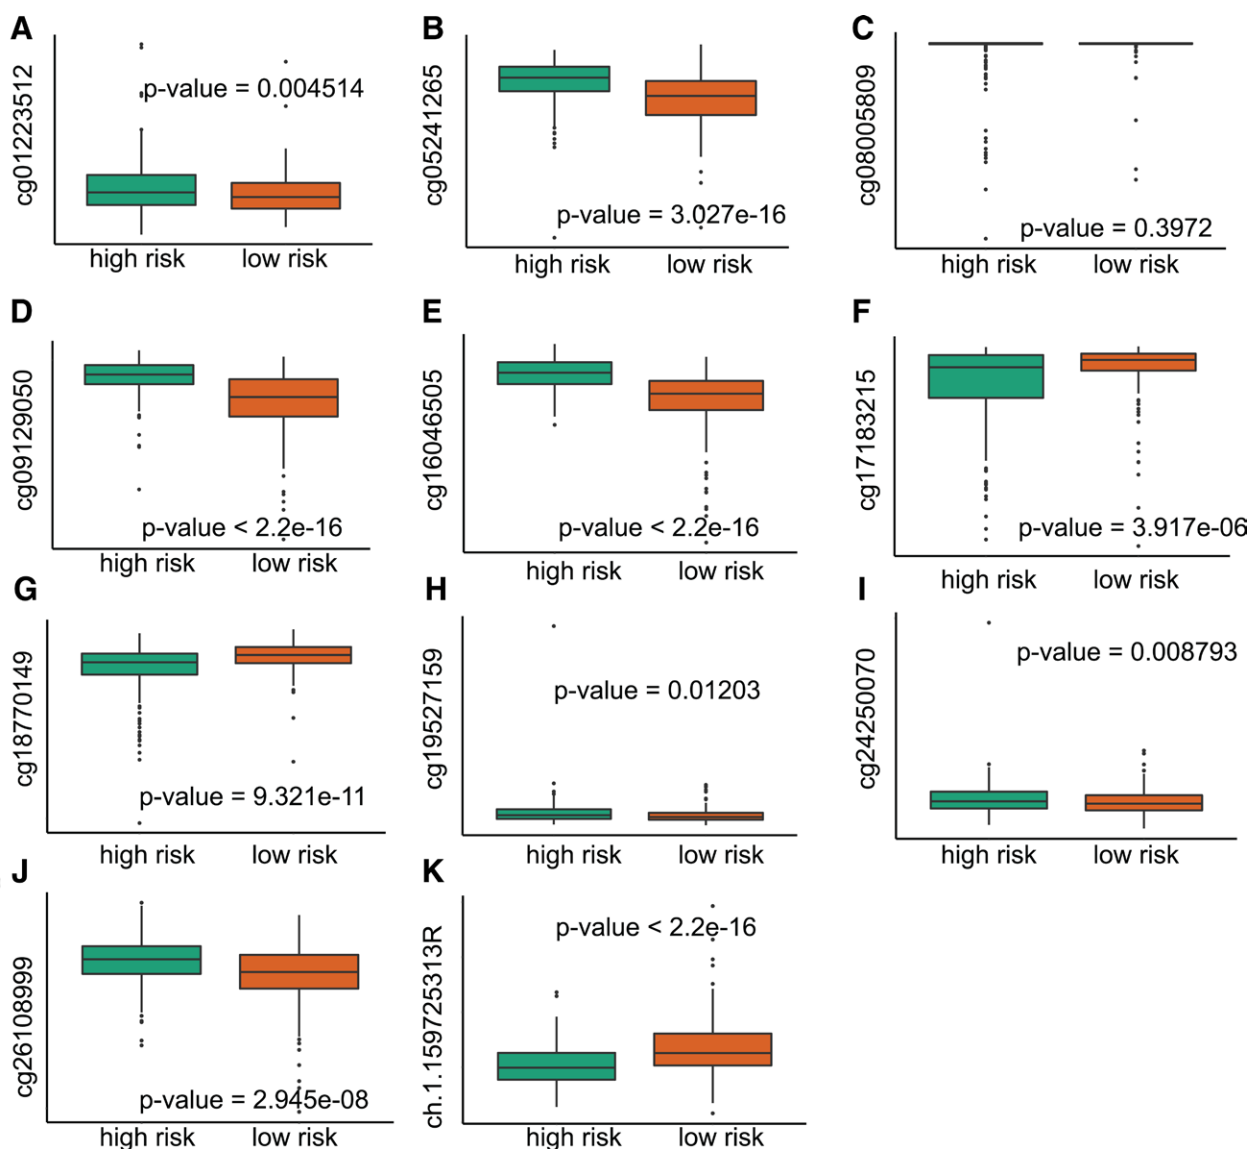 A
cg01223512
p-value = 0.004514
high risk
low risk
B
cg05241265
p-value = 3.027e-16
high risk
low risk
C
cg08005809
p-value = 0.3972
high risk
low risk
D
cg09129050
p-value < 2.2e-16
high risk
low risk
E
cg16046505
p-value < 2.2e-16
high risk
low risk
F
cg17183215
p-value = 3.917e-06
high risk
low risk
G
cg18770149
p-value = 9.321e-11
high risk
low risk
H
cg19527159
p-value = 0.01203
high risk
low risk
I
cg24250070
p-value = 0.008793
high risk
low risk
J
cg26108999
p-value = 2.945e-08
high risk
low risk
K
ch.1.159725313R
p-value < 2.2e-16
high risk
low risk